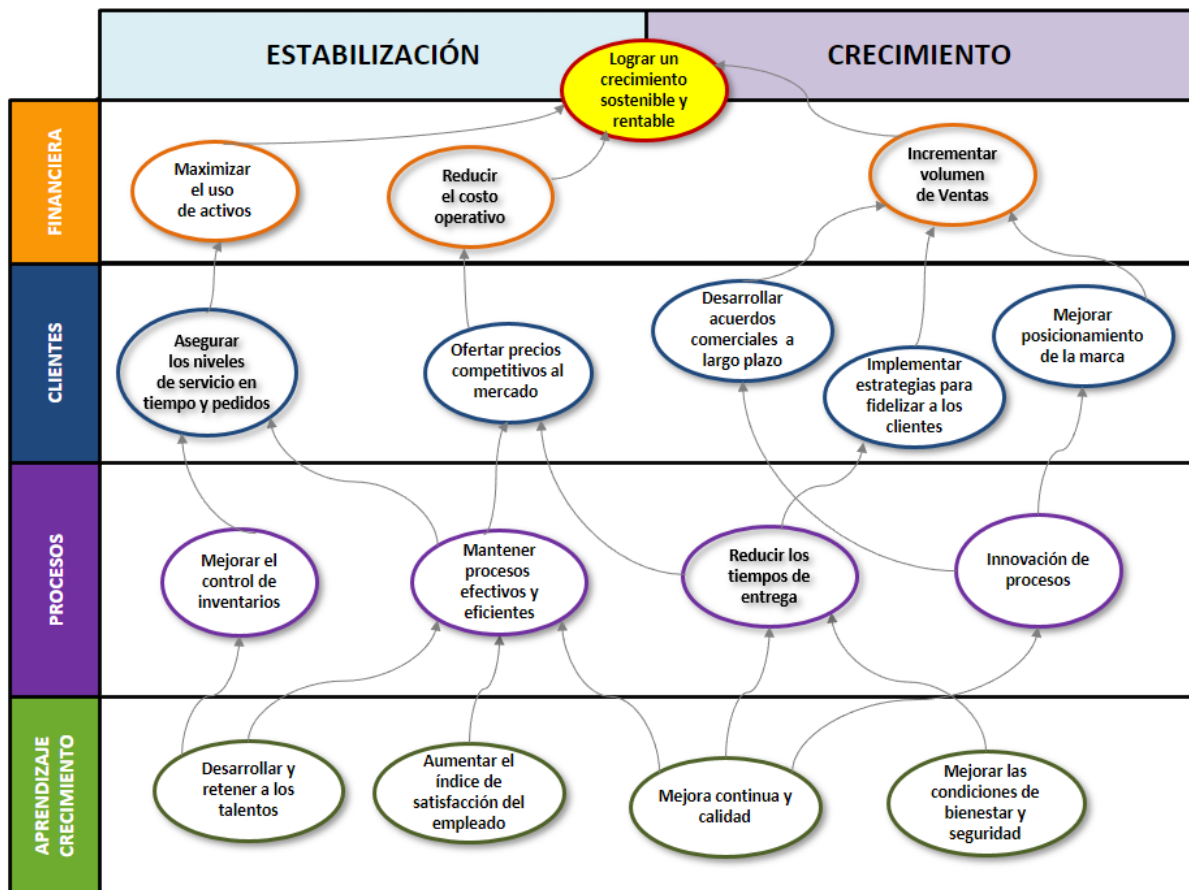 ESTABILIZACIÓN
CRECIMIENTO
Lograr un
crecimiento
sostenible y
rentable
FINANCIERA
Maximizar
el uso
de activos
Reducir
el costo
operativo
Incrementar
volumen
de Ventas
CLIENTES
Asegurar
los niveles
de servicio en
tiempo y pedidos
Ofertar precios
competitivos al
mercado
Desarrollar
acuerdos
comerciales a
largo plazo
Implementar
estrategias para
fidelizar a los
clientes
Mejorar
posicionamiento
de la marca
PROCESOS
Mejorar el
control de
inventarios
Mantener
procesos
efectivos y
eficientes
Reducir los
tiempos de
entrega
Innovación de
procesos
APRENDIZAJE
CRECIMIENTO
Desarrollar y
retener a los
talentos
Aumentar el
índice de
satisfacción del
empleado
Mejora continua y
calidad
Mejorar las
condiciones de
bienestar y
seguridad